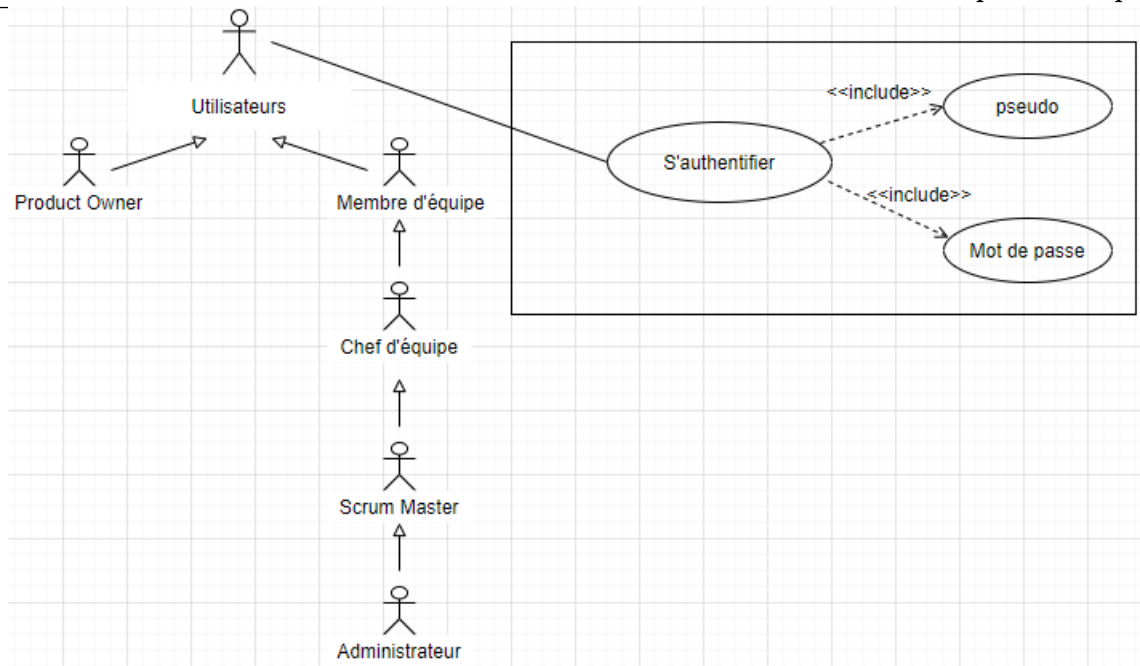 Utilisateurs
<<include>>
pseudo
S'authentifier
<<include>>
Product Owner
Membre d'équipe
Mot de passe
Chef d'équipe
Scrum Master
Administrateur